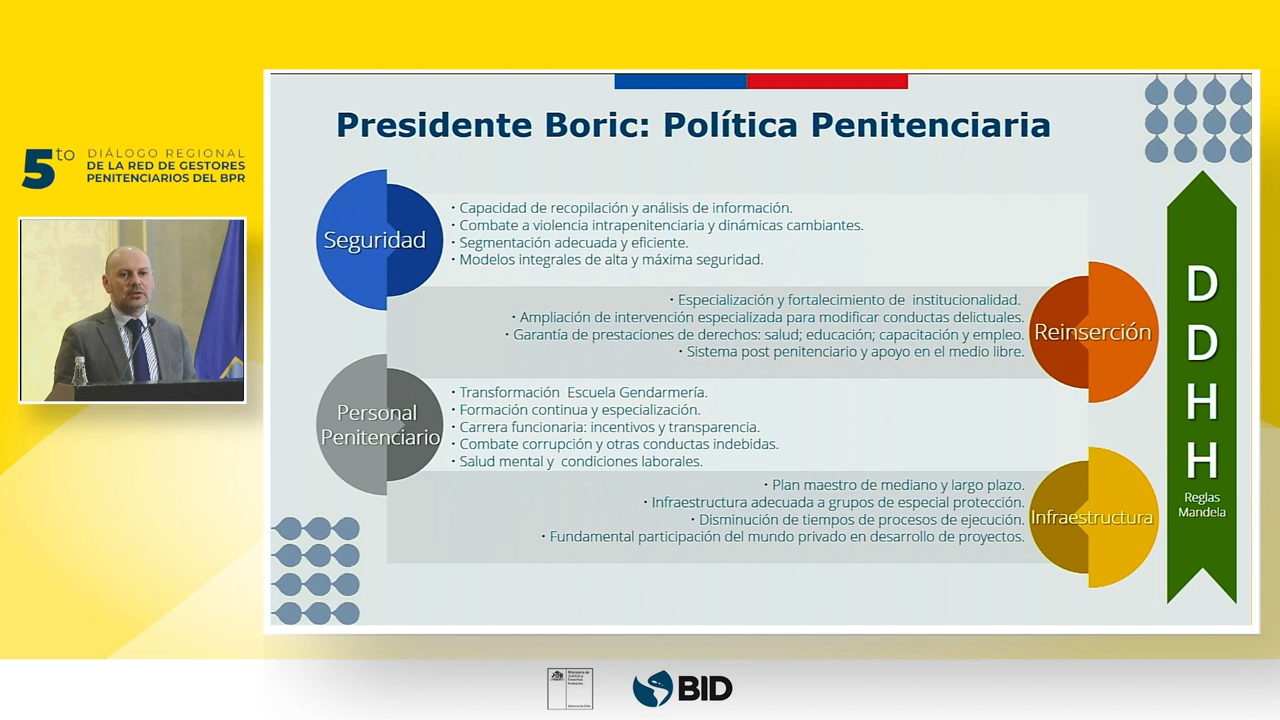 5to
DIÁLOGO REGIONAL
DE LA RED DE GESTORES
PENITENCIARIOS DEL BPR
Presidente Boric: Política Penitenciaria
Seguridad
• Capacidad de recopilación y análisis de información.
• Combate a violencia intrapenitenciaria y dinámicas cambiantes.
• Segmentación adecuada y eficiente.
• Modelos integrales de alta y máxima seguridad.
• Especialización y fortalecimiento de institucionalidad.
• Ampliación de intervención especializada para modificar conductas delictuales.
• Garantía de prestaciones de derechos: salud; educación; capacitación y empleo.
• Sistema post penitenciario y apoyo en el medio libre.
Reinserción
Personal
Penitenciario
• Transformación Escuela Gendarmería.
• Formación continua y especialización.
• Carrera funcionaria: incentivos y transparencia.
• Combate corrupción y otras conductas indebidas.
• Salud mental y condiciones laborales.
• Plan maestro de mediano y largo plazo.
• Infraestructura adecuada a grupos de especial protección.
• Disminución de tiempos de procesos de ejecución.
• Fundamental participación del mundo privado en desarrollo de proyectos.
Infraestructura
D
D
H
H
Reglas
Mandela
BID